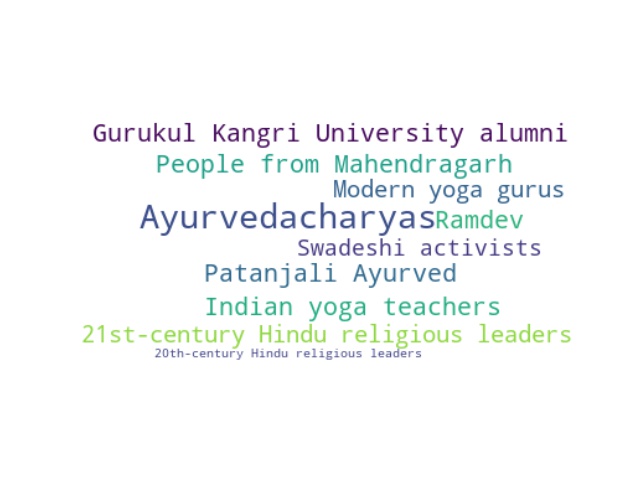 Gurukul Kangri University alumni
People from Mahendragarh
Modern yoga gurus
Ayurvedacharyas Ramdev
Swadeshi activists
Patanjali Ayurved
Indian yoga teachers
21st-century Hindu religious leaders
20th-century Hindu religious leaders